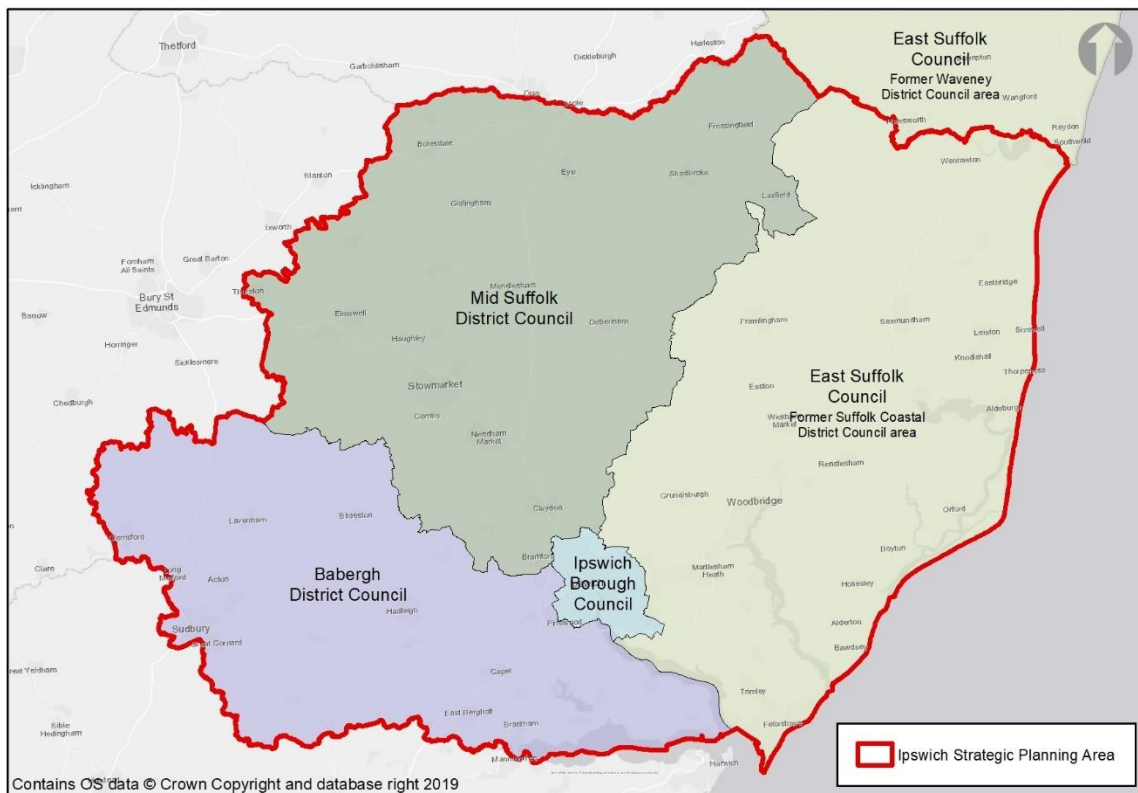 Thetford
Garboldisham
Dickleburgh
Harleston
East Suffolk
Council
Former Waveney
District Council area
Wangford
Reydon
Southwold
Diss
Fressingfield
Wenhaston
Botesdale
Stanton
Icklingham
Eye
Stradbroke
Laxfield
Gislingham
Ixworth
Fornham
All Saints
Great Barton
Thurston
Bury St
Edmunds
Barrow
Horringer
Sicklesmere
Chedburgh
Mendlesham
Mid Suffolk
District Council
Elmswell
Haughley
Debenham
Stowmarket
Combs
Needham
Market
Claydon
Bramford
Eastbridge
Framlingham
Saxmundham
Leiston
Sizewell
Knodishall
Thorpeness
East Suffolk
Council
Former Suffolk Coastal
District Council area
Easton
Wickham
Market
Aldeburgh
Rendlesham
Grundisburgh
Woodbridge
Orford
Boyton
Martlesham
Heath
Hollesley
Alderton
Bawdsey
Ipswich
Borough
Council
Pinewood
Lavenham
Bildeston
Glemsford
Clare
Long
Melford
Acton
Babergh
District Council
Hadleigh
Sudbury
Great Cornard
Capel
East Bergholt
Brantham
Trimley
Felixstowe
Harwich
Sible
Hedingham
Ipswich Strategic Planning Area
Contains OS data © Crown Copyright and database right 2019